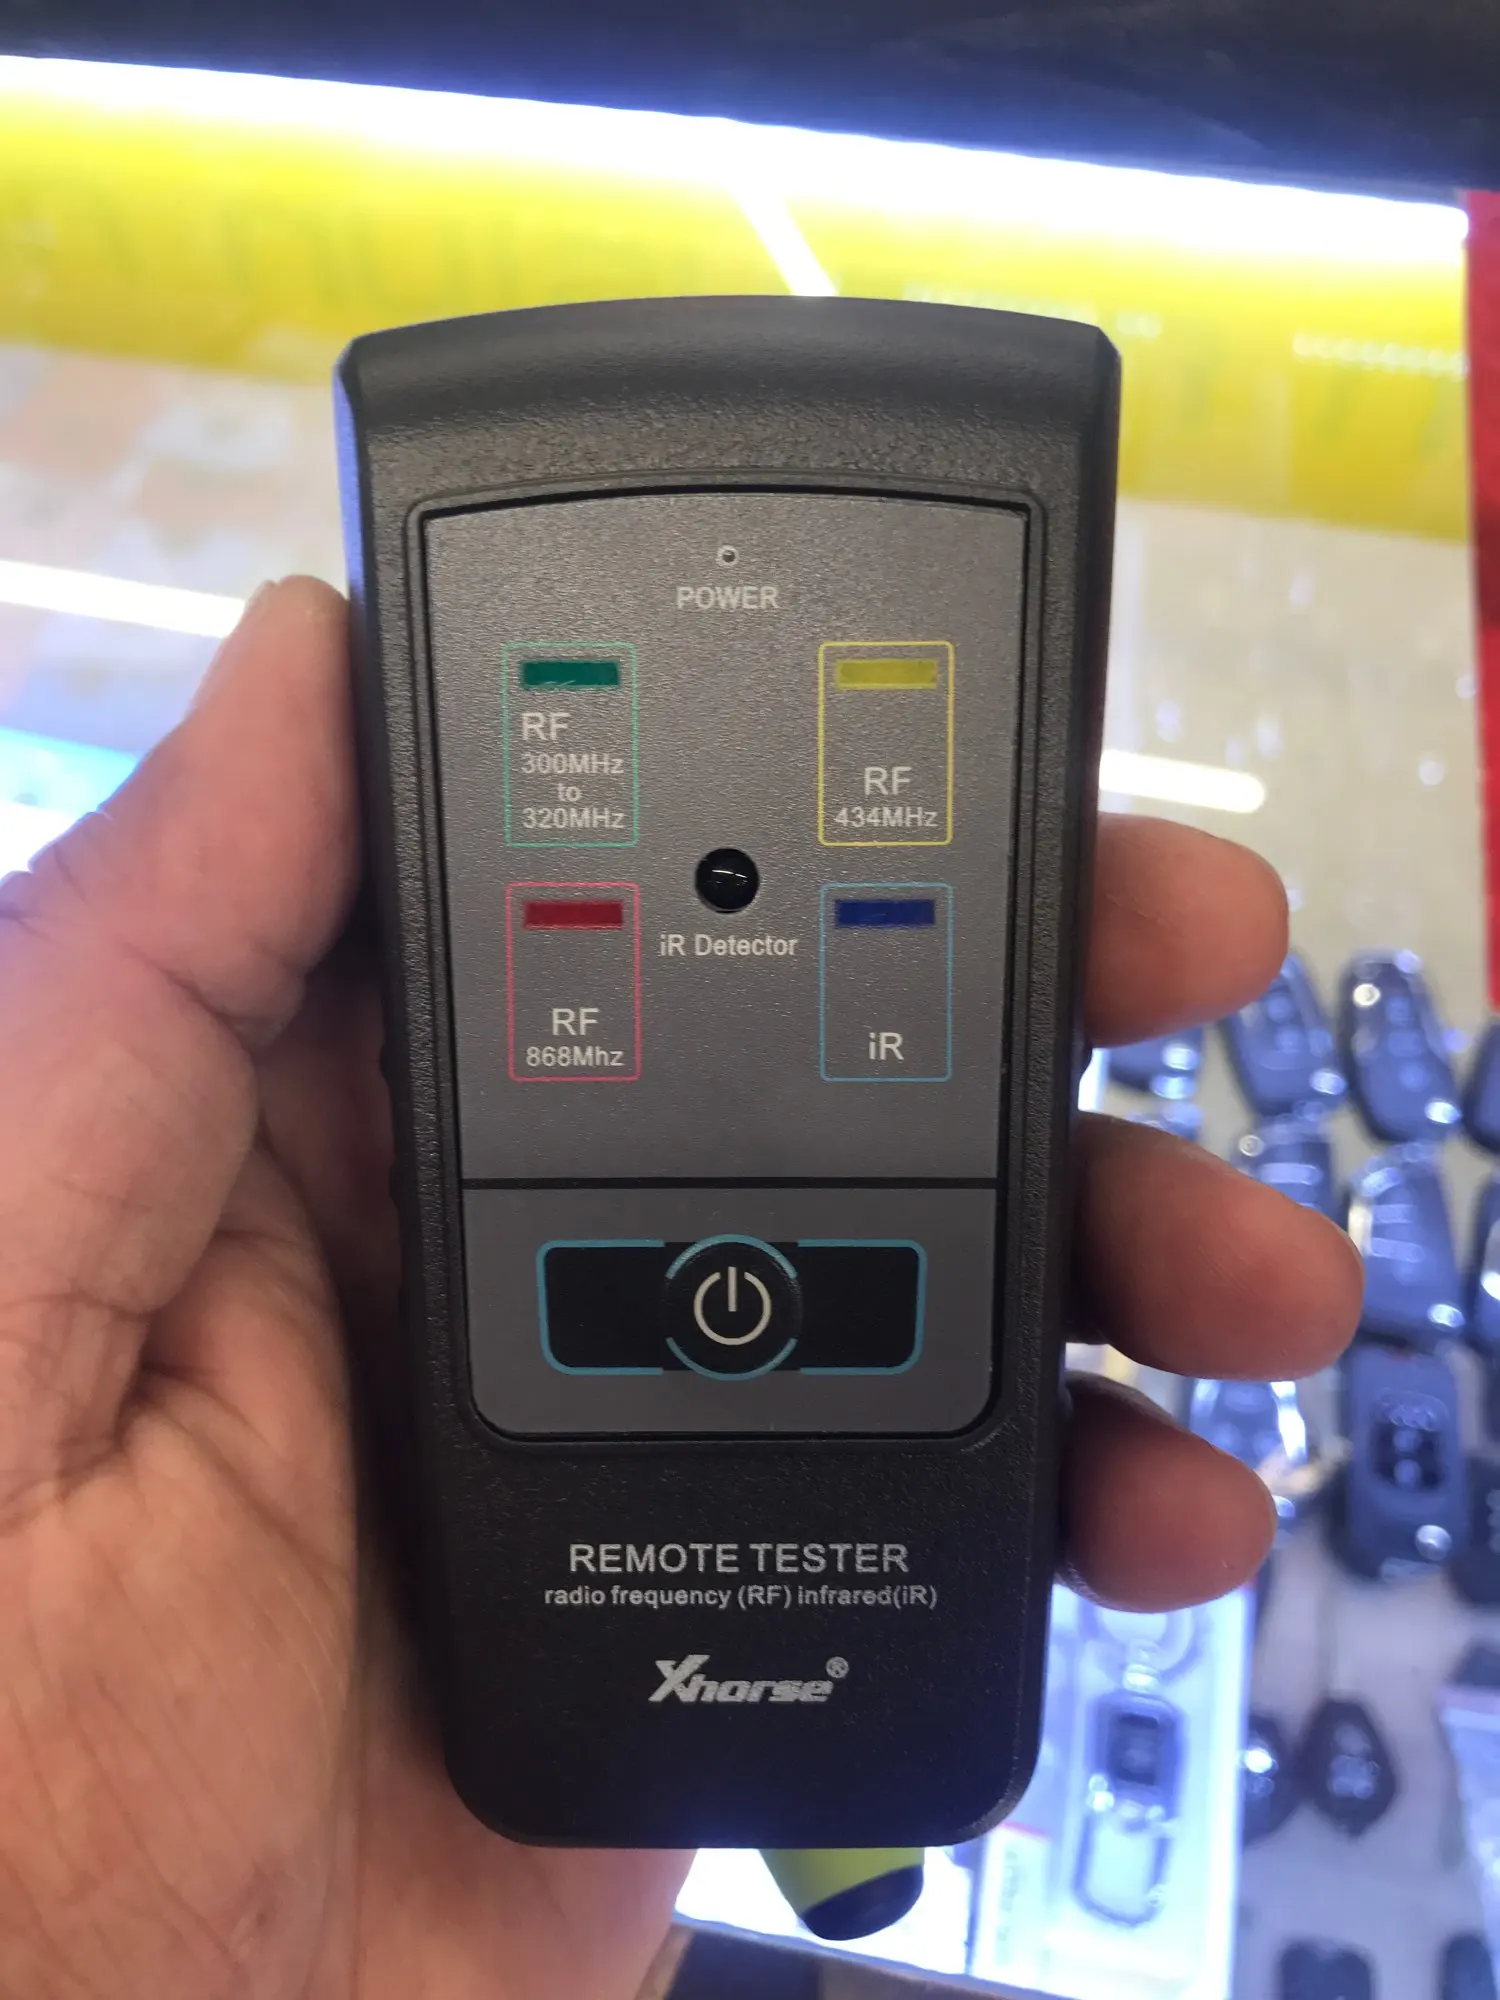 POWER
RF
300MHz
to
320MHz
RF
434MHz
iR Detector
RF
868Mhz
iR
REMOTE TESTER
radio frequency (RF) infrared(iR)
Xhorse®